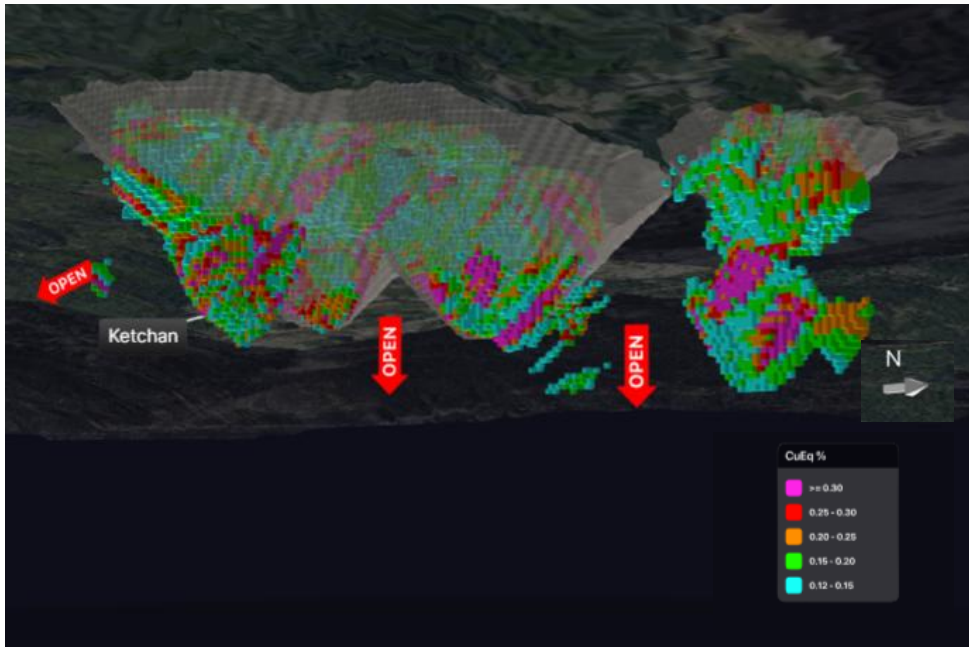 OPEN
Ketchan
OPEN
OPEN
N
CuEq %
>= 0.30
0.25 - 0.30
0.20 - 0.25
0.15 - 0.20
0.12 - 0.15